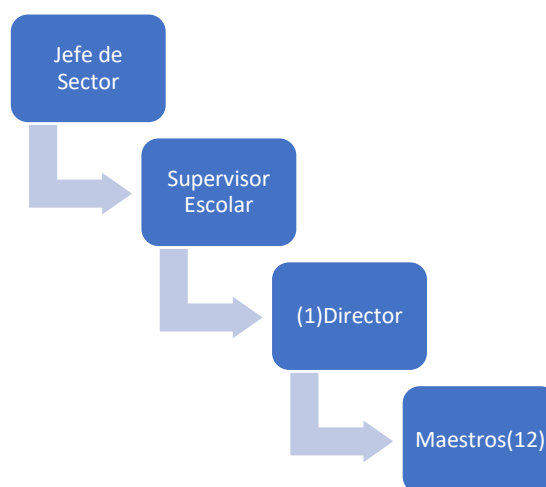 Jefe de
Sector
Supervisor
Escolar
(1)Director
Maestros(12)